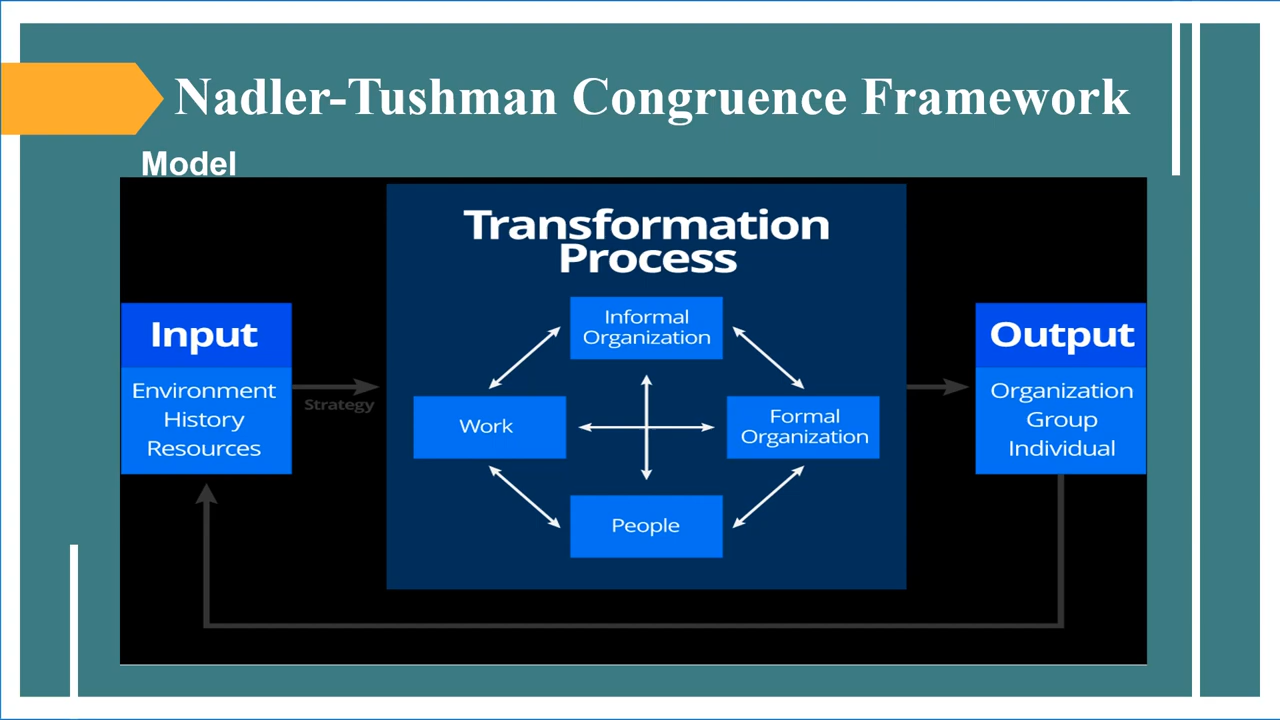 Nadler-Tushman Congruence Framework
Model
Transformation
Process
Input
Environment
History
Resources
Strategy
Informal
Organization
Work
Formal
Organization
People
Output
Organization
Group
Individual